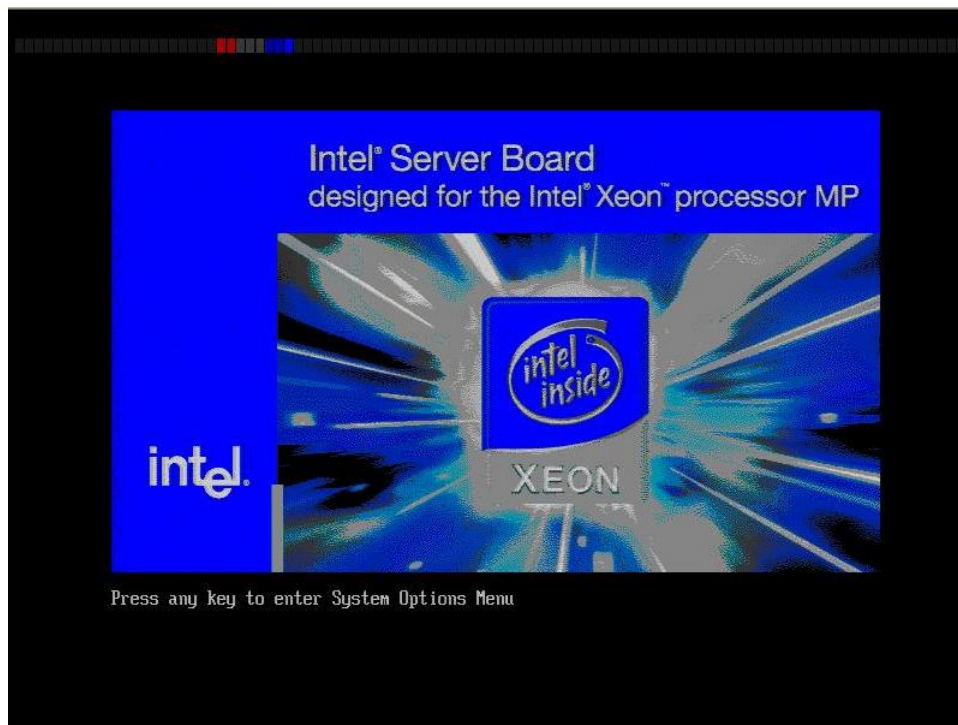 Intel® Server Board
designed for the Intel® Xeon™ processor MP
intel
inside
XEON
intel.
Press any key to enter System Options Menu